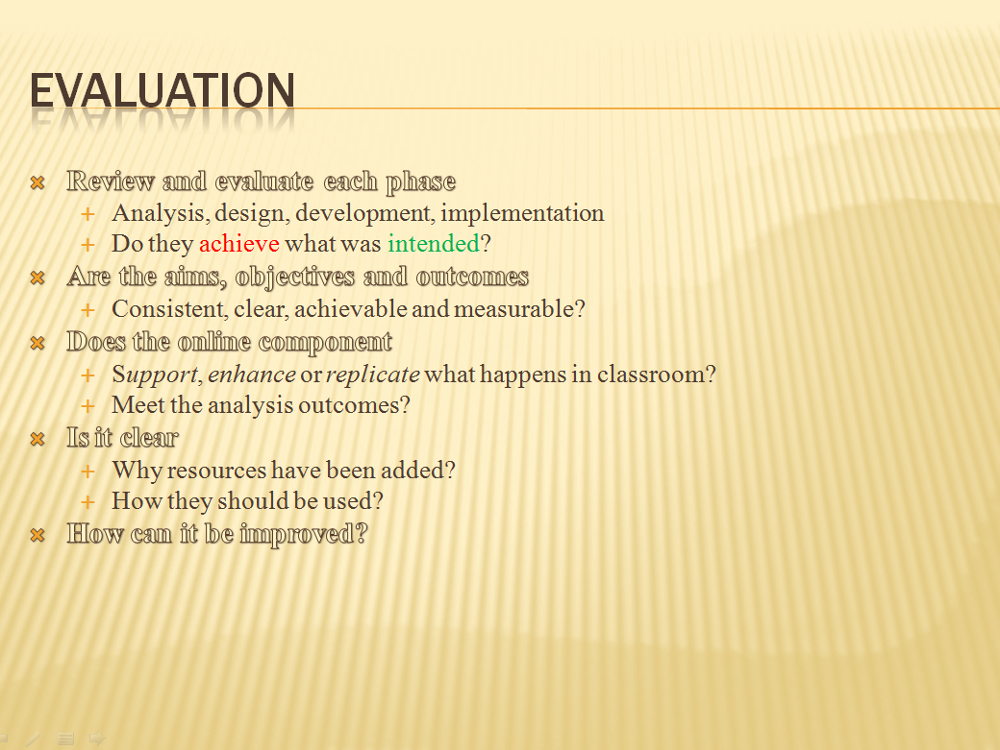 EVALUATION
Review and evaluate each phase
Analysis, design, development, implementation
Do they achieve what was intended?
Are the aims, objectives and outcomes
Consistent, clear, achievable and measurable?
Does the online component
Support, enhance or replicate what happens in classroom?
Meet the analysis outcomes?
Is it clear
Why resources have been added?
How they should be used?
How can it be improved?